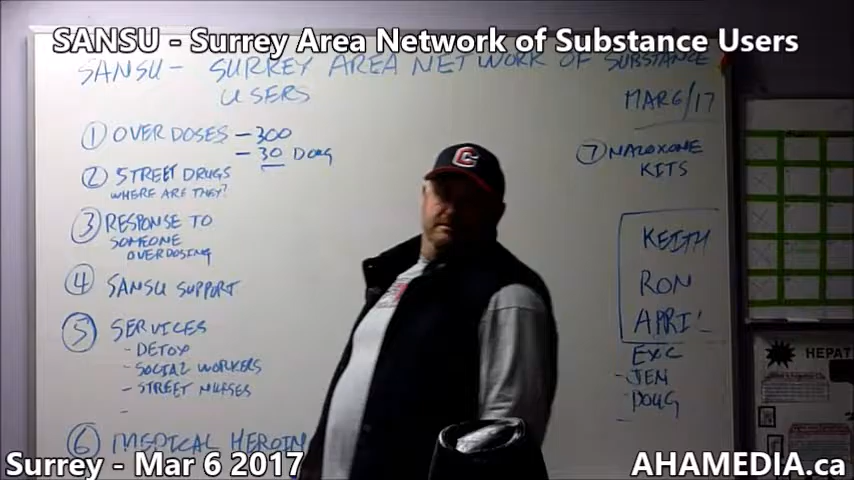 SANSU - Surrey Area Network of Substance Users
SANSU - SURREY AREA NETWORK OF SUBSTANCE
USERS
MAR 6/17
① OVERDOSES - 300
- 30 DOUG
② STREET DRUGS
WHERE ARE THEY?
③ RESPONSE TO
SOMEONE
OVERDOSING
④ SANSU SUPPORT
⑤ SERVICES
- DETOX
- SOCIAL WORKERS
- STREET NURSES
-
⑥ MEDICAL HEROIN
⑦ NALOXONE
KITS
KEITH
RON
APRIL
EXC
- JEN
- DOUG
-
C
HEPAT
Surrey - Mar 6 2017
AHAMEDIA.ca